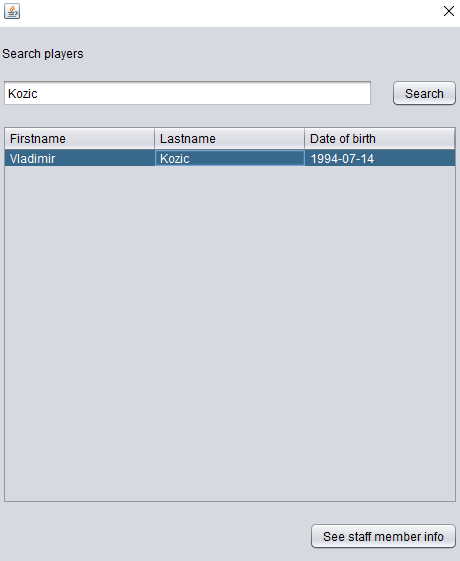 Search players
Kozic Search
Firstname Lastname Date of birth
Vladimir Kozic 1994-07-14
See staff member info